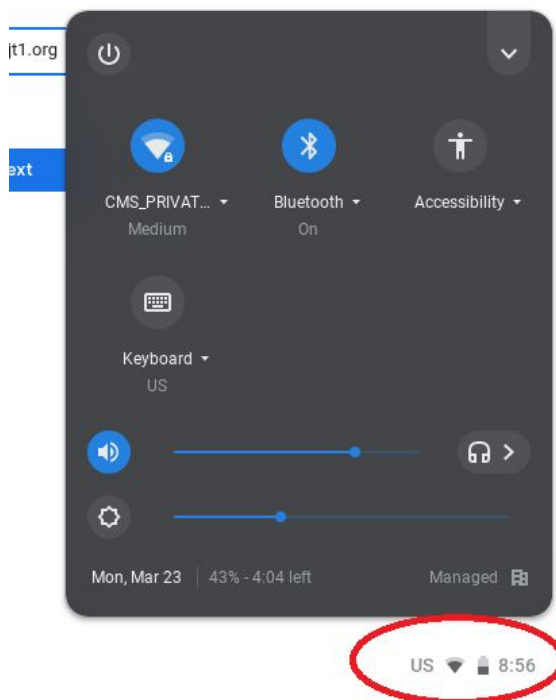 jt1.org
ext
CMS_PRIVAT...
Medium
Bluetooth
On
Accessibility
Keyboard
US
Mon, Mar 23 | 43% - 4:04 left
Managed
US 8:56